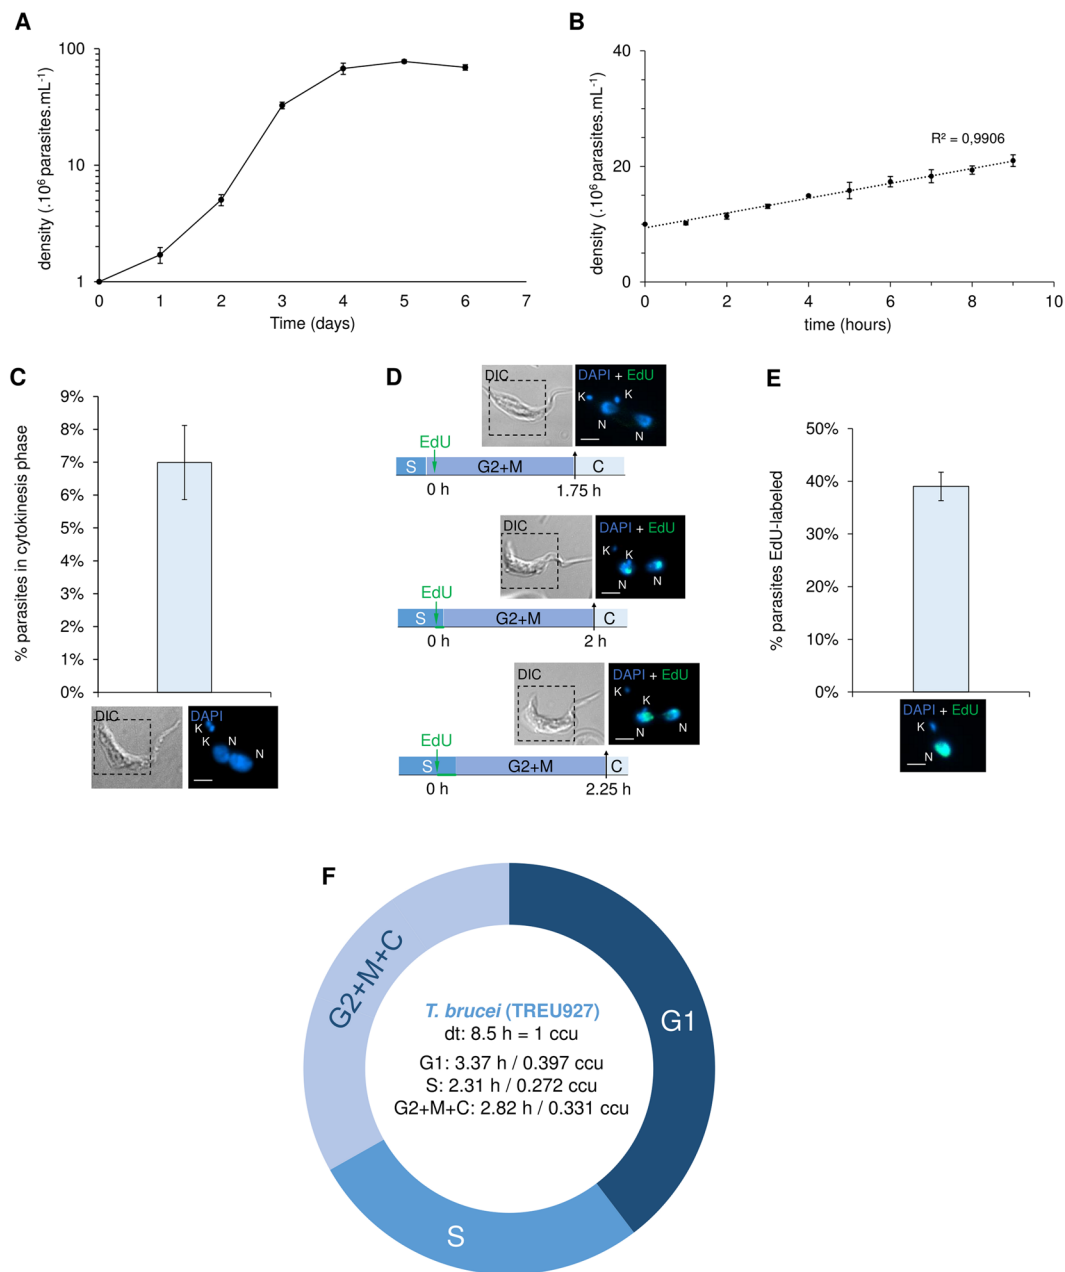 A
100
10
1
0
1
2
3
4
5
6
7
density (.10⁶ parasites.mL⁻¹)
Time (days)
B
40
20
0
0
2
4
6
8
10
density (.10⁶ parasites.mL⁻¹)
time (hours)
R² = 0,9906
C
9%
8%
7%
6%
5%
4%
3%
2%
1%
0%
% parasites in cytokinesis phase
DIC
DAPI
K
K
N
N
D
DIC
DAPI + EdU
K
K
N
N
EdU
S
G2+M
C
0 h
1.75 h
DIC
DAPI + EdU
K
K
N
N
EdU
S
G2+M
C
0 h
2 h
DIC
DAPI + EdU
K
K
N
N
EdU
S
G2+M
C
0 h
2.25 h
E
50%
40%
30%
20%
10%
0%
% parasites EdU-labeled
DAPI + EdU
K
N
F
G2+M+C
G1
S
T. brucei (TREU927)
dt: 8.5 h = 1 ccu
G1: 3.37 h / 0.397 ccu
S: 2.31 h / 0.272 ccu
G2+M+C: 2.82 h / 0.331 ccu